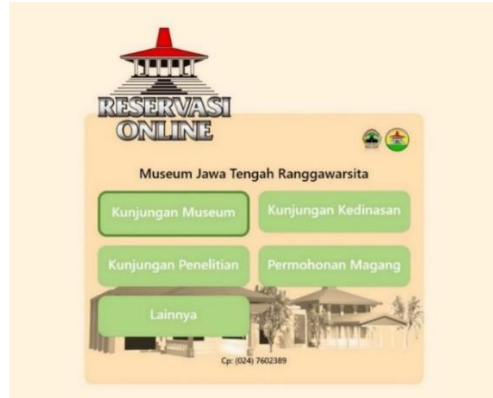 RESERVASI
ONLINE
Museum Jawa Tengah Ranggawarsita
Kunjungan Museum
Kunjungan Kedinasan
Kunjungan Penelitian
Permohonan Magang
Lainnya
Cp: (024) 7602389